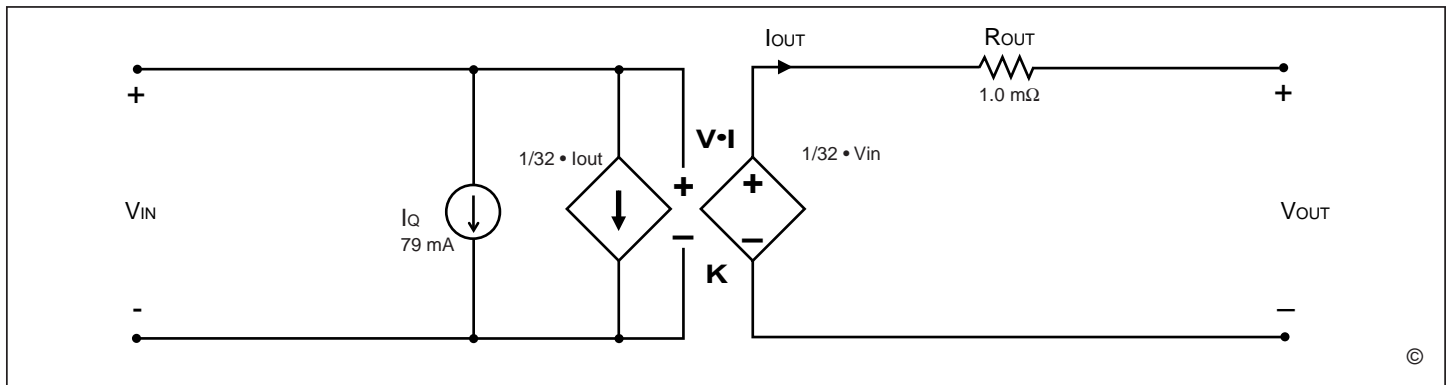 IOUT
ROUT
1.0 mΩ
+
+
V•I
1/32 • Iout
1/32 • Vin
+
+
VIN
IQ
79 mA
VOUT
–
–
K
-
–
©